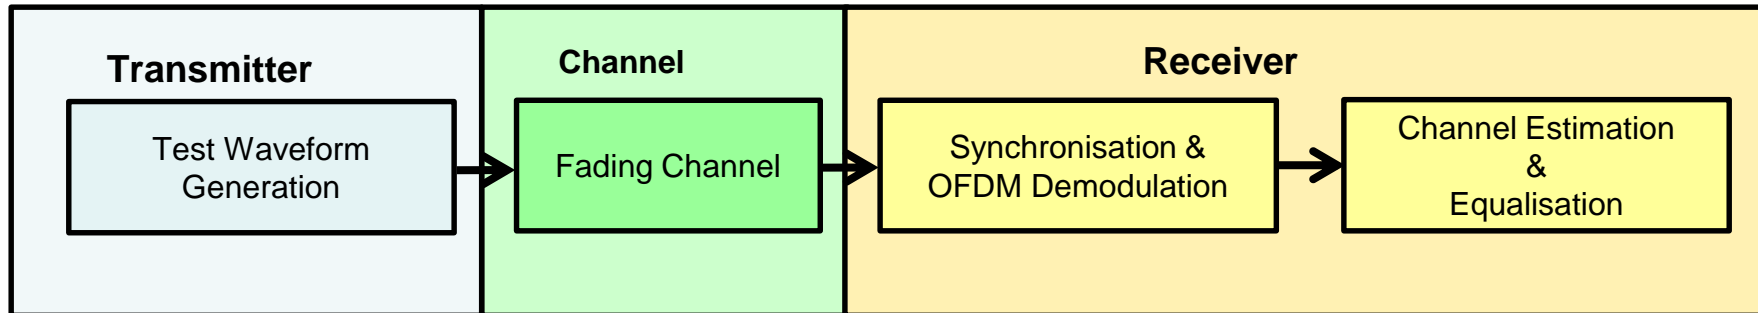 Transmitter
Test Waveform
Generation
Channel
Fading Channel
Receiver
Synchronisation &
OFDM Demodulation
Channel Estimation
&
Equalisation